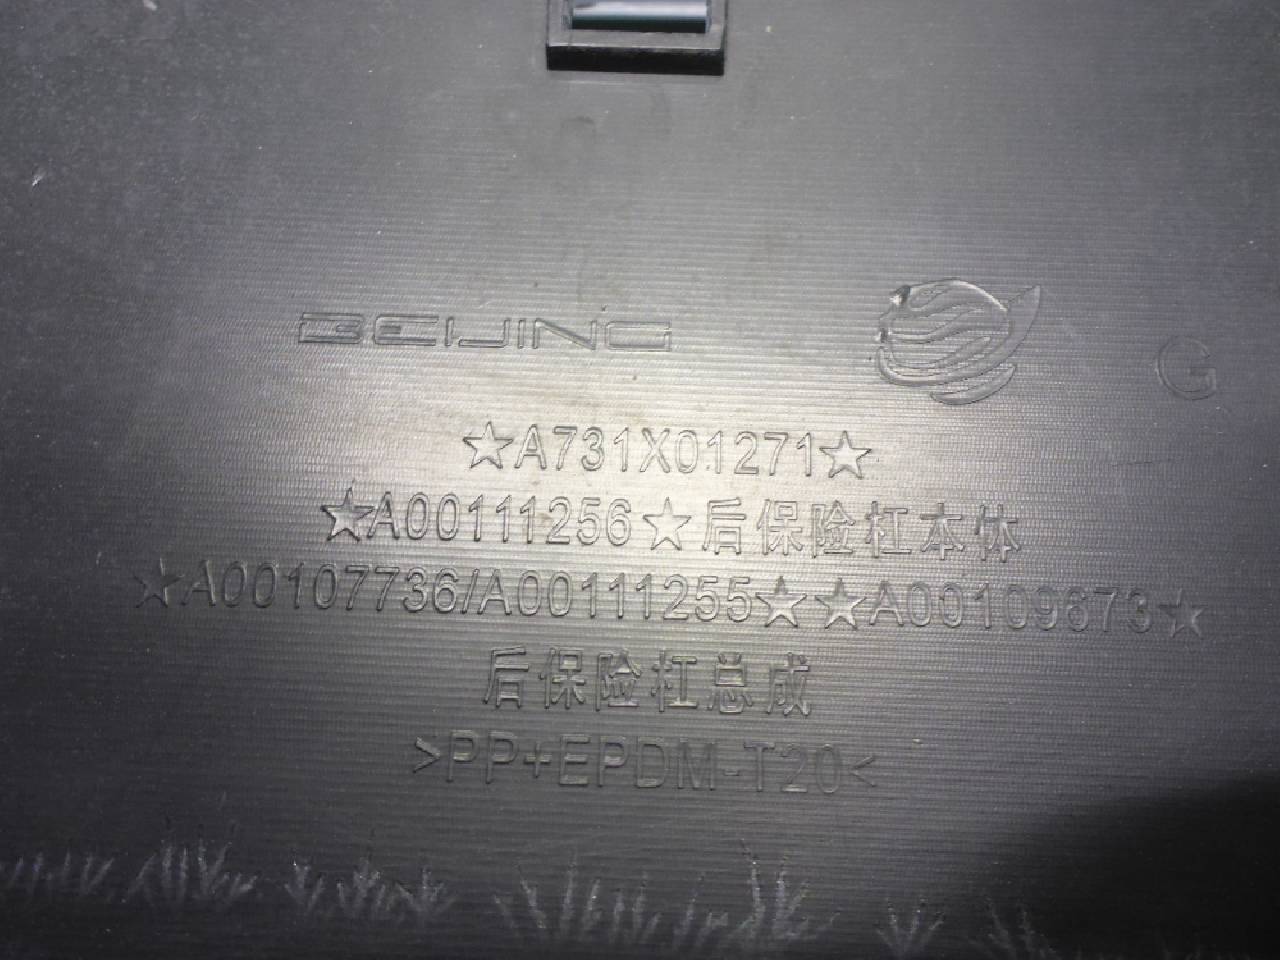 BEIJING
G
☆A731X01271☆
☆A00111256☆后保险杠本体
☆A00107736/A00111255☆☆A00109673☆
后保险杠总成
>PP+EPDM-T20<